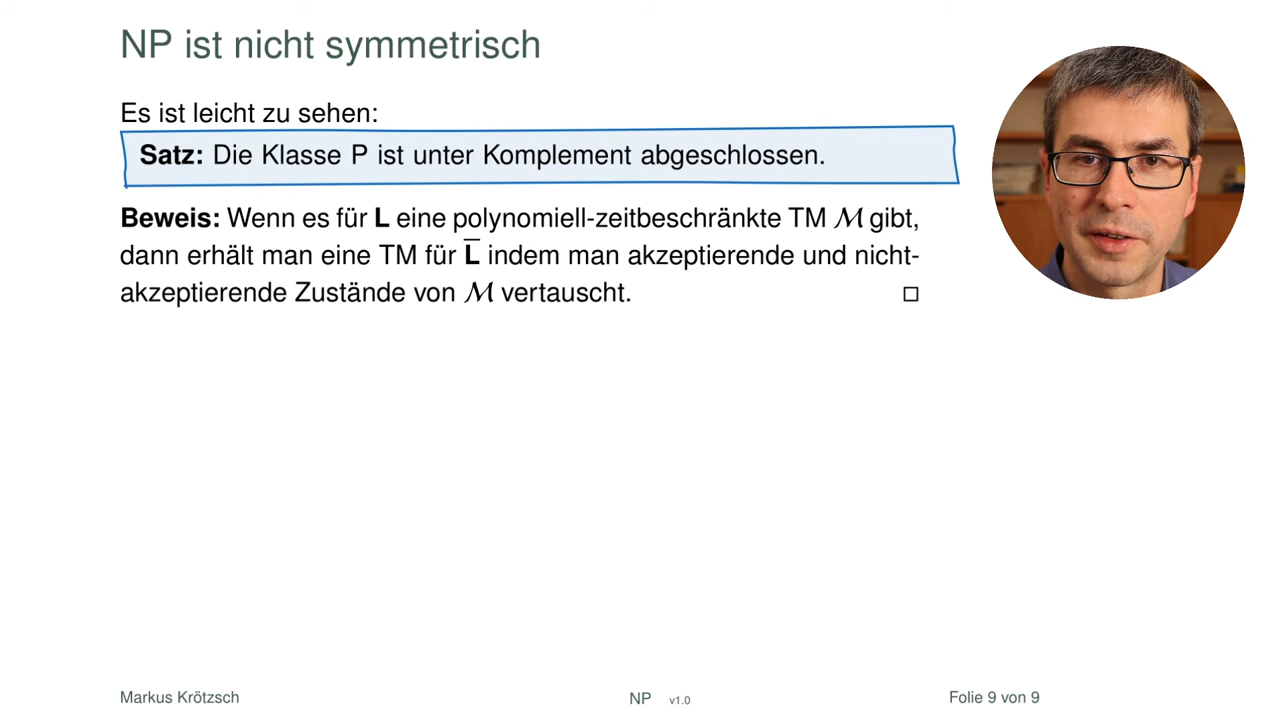 NP ist nicht symmetrisch
Es ist leicht zu sehen:
Satz: Die Klasse P ist unter Komplement abgeschlossen.
Beweis: Wenn es für L eine polynomiell-zeitbeschränkte TM ℳ gibt,
dann erhält man eine TM für L̅ indem man akzeptierende und nicht-
akzeptierende Zustände von ℳ vertauscht. □
Markus Krötzsch NP v1.0 Folie 9 von 9